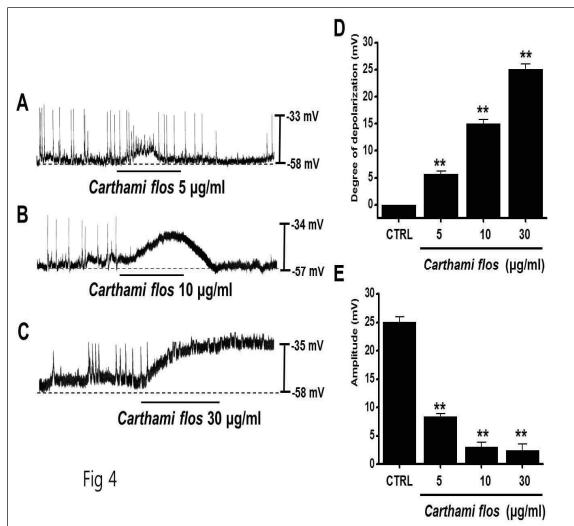 A
-33 mV
-58 mV
Carthami flos 5 µg/ml
B
-34 mV
-57 mV
Carthami flos 10 µg/ml
C
-35 mV
-58 mV
Carthami flos 30 µg/ml
Fig 4
D
Degree of depolarization (mV)
30
25
20
15
10
5
0
**
**
**
CTRL 5 10 30
Carthami flos (µg/ml)
E
Amplitude (mV)
30
25
20
15
10
5
0
**
**
**
CTRL 5 10 30
Carthami flos (µg/ml)